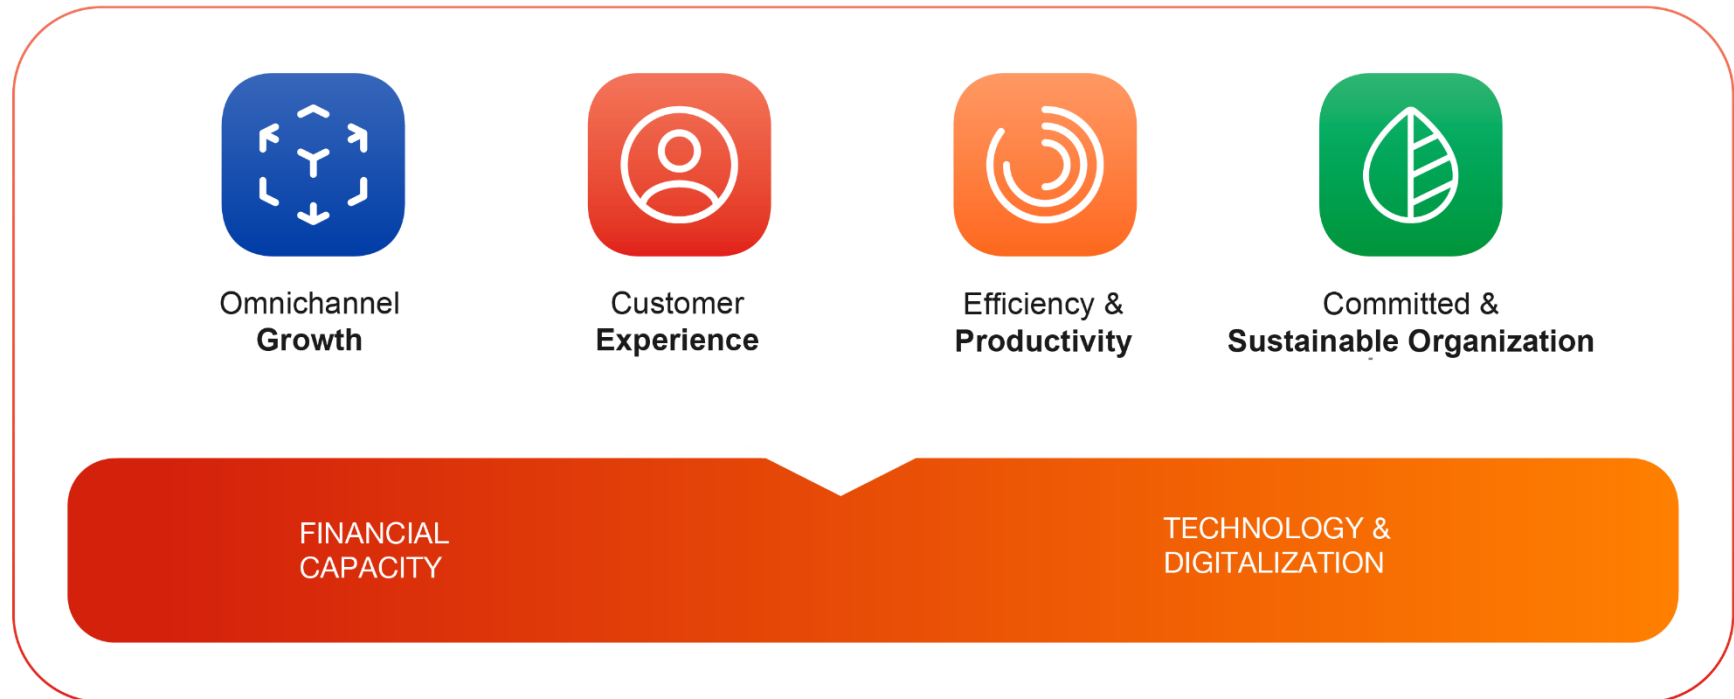 Omnichannel
Growth
Customer
Experience
Efficiency &
Productivity
Committed &
Sustainable Organization
FINANCIAL
CAPACITY
TECHNOLOGY &
DIGITALIZATION